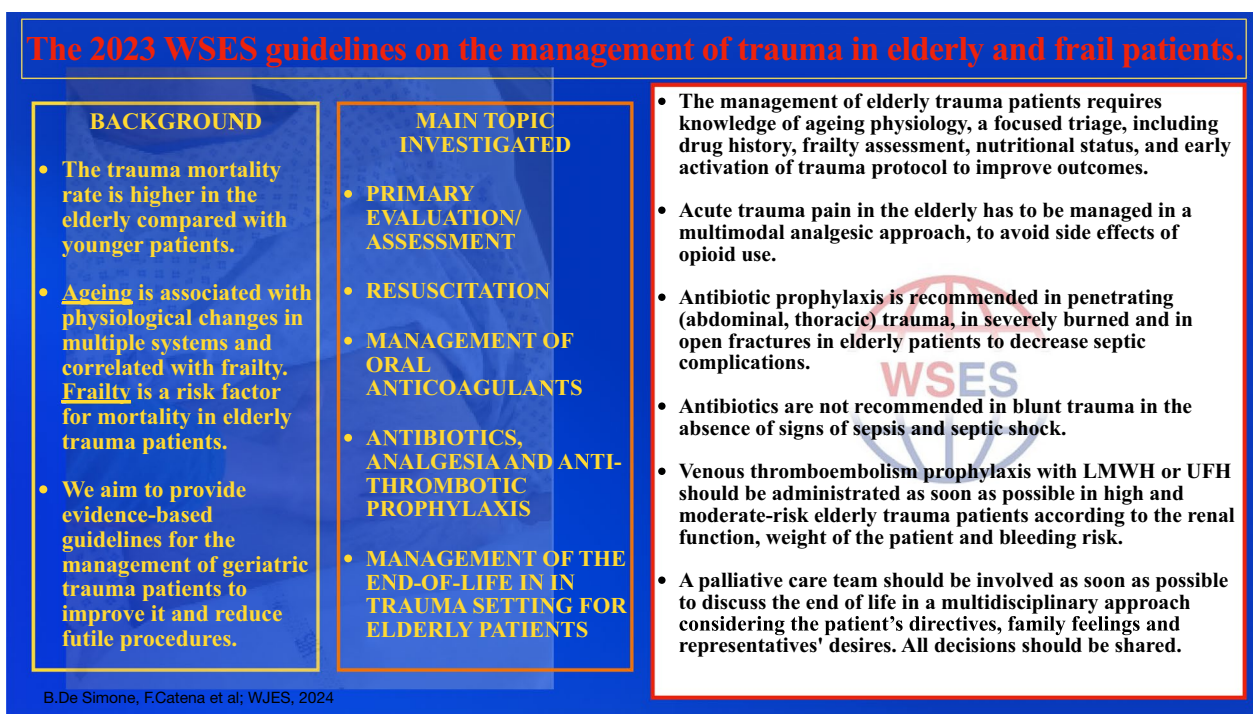 The 2023 WSES guidelines on the management of trauma in elderly and frail patients.
BACKGROUND
• The trauma mortality
rate is higher in the
elderly compared with
younger patients.
• Ageing is associated with
physiological changes in
multiple systems and
correlated with frailty.
Frailty is a risk factor
for mortality in elderly
trauma patients.
• We aim to provide
evidence-based
guidelines for the
management of geriatric
trauma patients to
improve it and reduce
futile procedures.
MAIN TOPIC
INVESTIGATED
• PRIMARY
EVALUATION/
ASSESSMENT
• RESUSCITATION
• MANAGEMENT OF
ORAL
ANTICOAGULANTS
• ANTIBIOTICS,
ANALGESIA AND ANTI-
THROMBOTIC
PROPHYLAXIS
• MANAGEMENT OF THE
END-OF-LIFE IN IN
TRAUMA SETTING FOR
ELDERLY PATIENTS
• The management of elderly trauma patients requires
knowledge of ageing physiology, a focused triage, including
drug history, frailty assessment, nutritional status, and early
activation of trauma protocol to improve outcomes.
• Acute trauma pain in the elderly has to be managed in a
multimodal analgesic approach, to avoid side effects of
opioid use.
• Antibiotic prophylaxis is recommended in penetrating
(abdominal, thoracic) trauma, in severely burned and in
open fractures in elderly patients to decrease septic
complications.
WSES
• Antibiotics are not recommended in blunt trauma in the
absence of signs of sepsis and septic shock.
• Venous thromboembolism prophylaxis with LMWH or UFH
should be administrated as soon as possible in high and
moderate-risk elderly trauma patients according to the renal
function, weight of the patient and bleeding risk.
• A palliative care team should be involved as soon as possible
to discuss the end of life in a multidisciplinary approach
considering the patient's directives, family feelings and
representatives' desires. All decisions should be shared.
B.De Simone, F.Catena et al; WJES, 2024